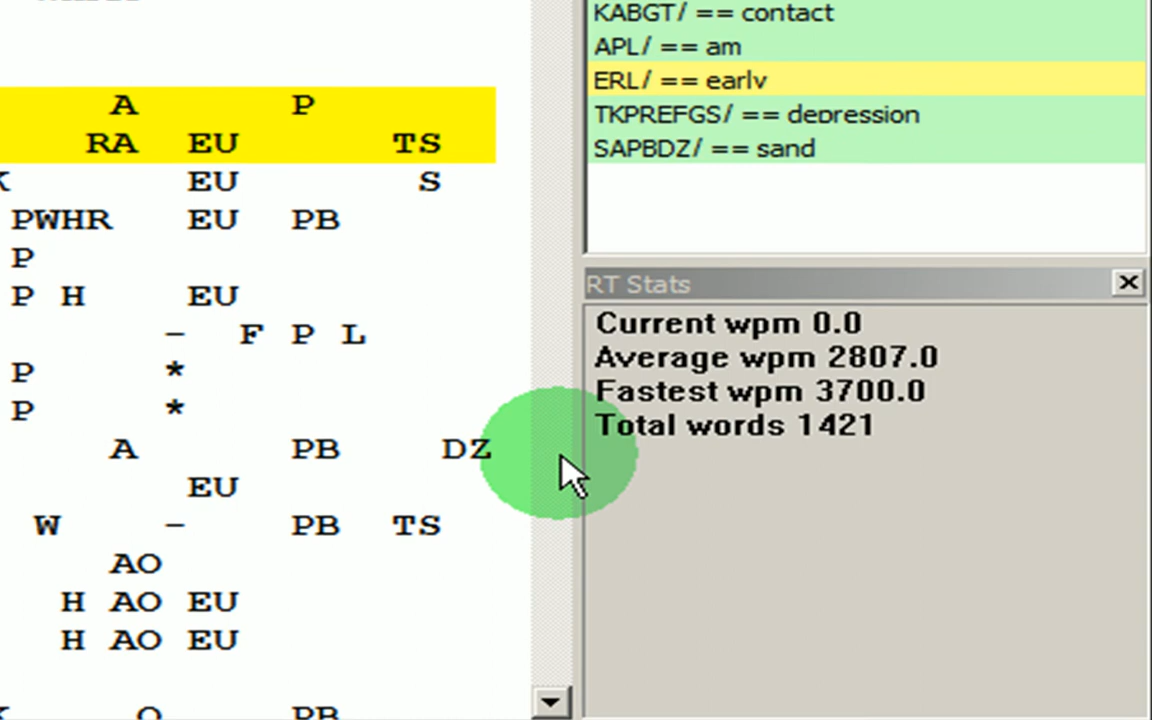 A P
RA EU TS
EU S
PWHR EU PB
P
P H EU
- F P L
P *
P *
A PB DZ
EU
W - PB TS
AO
H AO EU
H AO EU
O PB
KABGT/ == contact
APL/ == am
ERL/ == early
TKPREFGS/ == depression
SAPBDZ/ == sand
RT Stats
Current wpm 0.0
Average wpm 2807.0
Fastest wpm 3700.0
Total words 1421